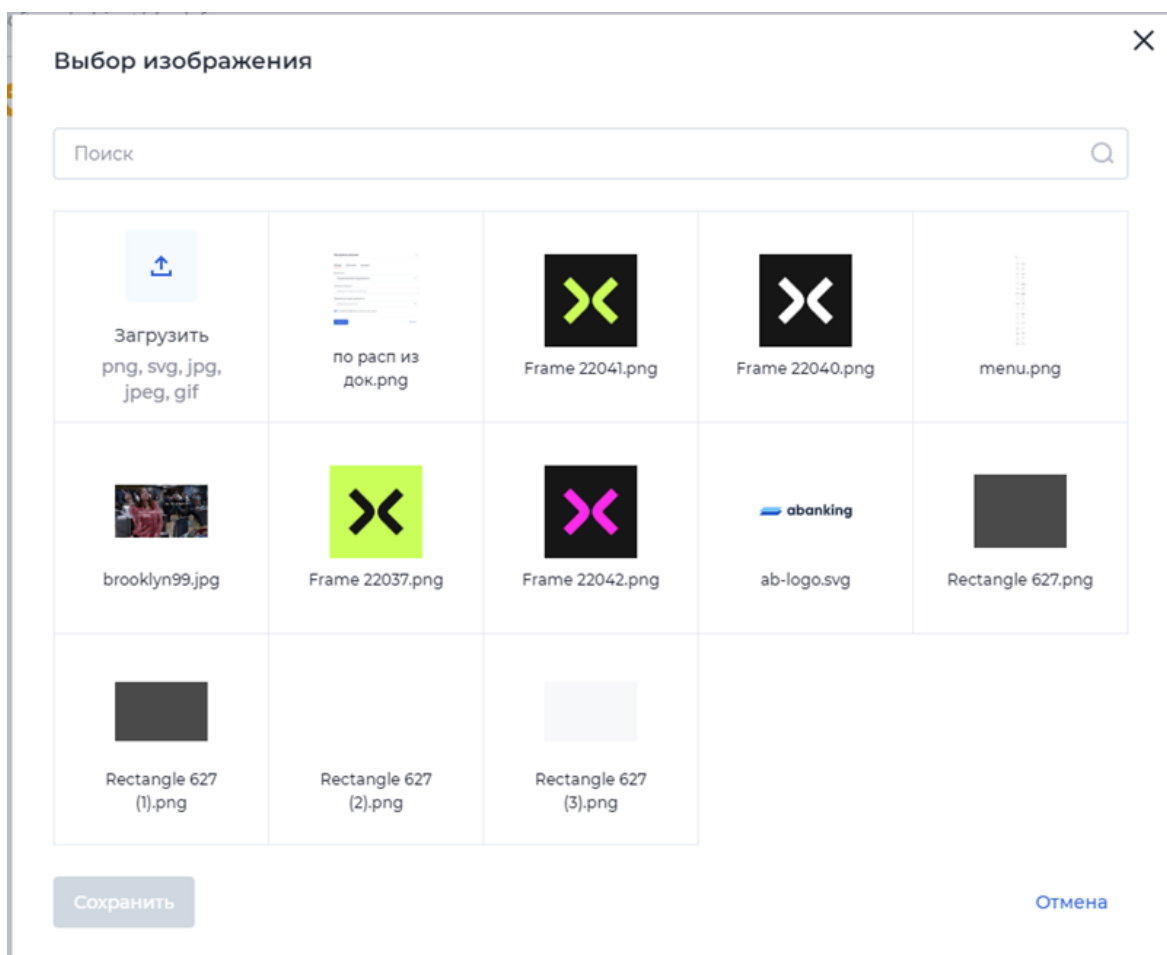 Выбор изображения
Поиск
Загрузить
png, svg, jpg,
jpeg, gif
по расп из
док.png
Frame 22041.png
Frame 22040.png
menu.png
brooklyn99.jpg
Frame 22037.png
Frame 22042.png
abanking
ab-logo.svg
Rectangle 627.png
Rectangle 627
(1).png
Rectangle 627
(2).png
Rectangle 627
(3).png
Сохранить
Отмена